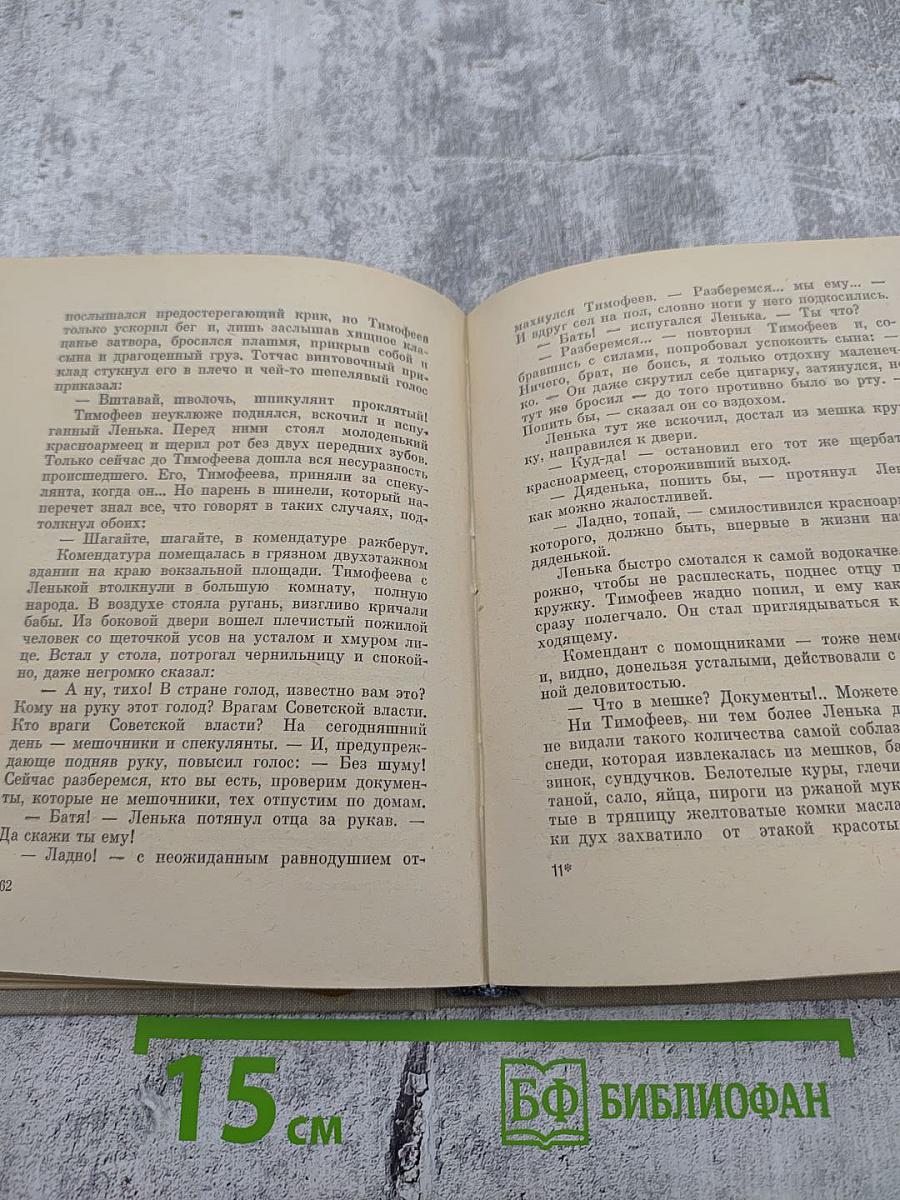 послышался предостерегающий крик, но Тимофеев
только ускорил бег и, лишь заслышав хищное кла-
цанье затвора, бросился плашмя, прикрыв собой и
сына и драгоценный груз. Тотчас винтовочный при-
клад стукнул его в плечо и чей-то шепелявый голос
приказал:
— Вштавай, шволочь, шпикулянт проклятый!
Тимофеев неуклюже поднялся, вскочил и испу-
ганный Ленька. Перед ними стоял молоденький
красноармеец и щерил рот без двух передних зубов.
Только сейчас до Тимофеева дошла вся несуразность
происшедшего. Его, Тимофеева, приняли за спеку-
лянта, когда он... Но парень в шинели, который на-
перечет знал все, что говорят в таких случаях, под-
толкнул обоих:
— Шагайте, шагайте, в комендатуре ражберут.
Комендатура помещалась в грязном двухэтажном
здании на краю вокзальной площади. Тимофеева с
Ленькой втолкнули в большую комнату, полную
народа. В воздухе стояла ругань, визгливо кричали
бабы. Из боковой двери вошел плечистый пожилой
человек со щеточкой усов на усталом и хмуром ли-
це. Встал у стола, потрогал чернильницу и спокой-
но, даже негромко сказал:
— А ну, тихо! В стране голод, известно вам это?
Кому на руку этот голод? Врагам Советской власти.
Кто враги Советской власти? На сегодняшний
день — мешочники и спекулянты. — И, предупреж-
дающе подняв руку, повысил голос: — Без шуму!
Сейчас разберемся, кто вы есть, проверим докумен-
ты, которые не мешочники, тех отпустим по домам.
— Батя! — Ленька потянул отца за рукав. —
Да скажи ты ему!
— Ладно! — с неожиданным равнодушием от-
62
махнулся Тимофеев. — Разберемся... мы ему... —
И вдруг сел на пол, словно ноги у него подкосились.
— Бать! — испугался Ленька. — Ты что?
— Разберемся... — повторил Тимофеев и, со-
бравшись с силами, попробовал успокоить сына: —
Ничего, брат, не боись, я только отдохну маленеч-
ко. — Он даже скрутил себе цигарку, затянулся, но
тут же бросил — до того противно было во рту. —
Попить бы, — сказал он со вздохом.
Ленька тут же вскочил, достал из мешка круж
ку, направился к двери.
— Куд-да! — остановил его тот же щербат
красноармеец, стороживший выход.
— Дяденька, попить бы, — протянул Лен
как можно жалостливей.
— Ладно, топай, — смилостивился красноарм
которого, должно быть, впервые в жизни наз
дяденькой.
Ленька быстро смотался к самой водокачке.
рожно, чтобы не расплескать, поднес отцу п
кружку. Тимофеев жадно попил, и ему как
сразу полегчало. Он стал приглядываться к
ходящему.
Комендант с помощниками — тоже немо
и, видно, донельзя усталыми, действовали с
ной деловитостью.
— Что в мешке? Документы!.. Можете
Ни Тимофеев, ни тем более Ленька д
не видали такого количества самой соблаз
снеди, которая извлекалась из мешков, ба
зинок, сундучков. Белотелые куры, глечи
таной, сало, яйца, пироги из ржаной мук
тые в тряпицу желтоватые комки масла
ки дух захватило от этакой красоты
11*
15 см
БФ БИБЛИОФАН